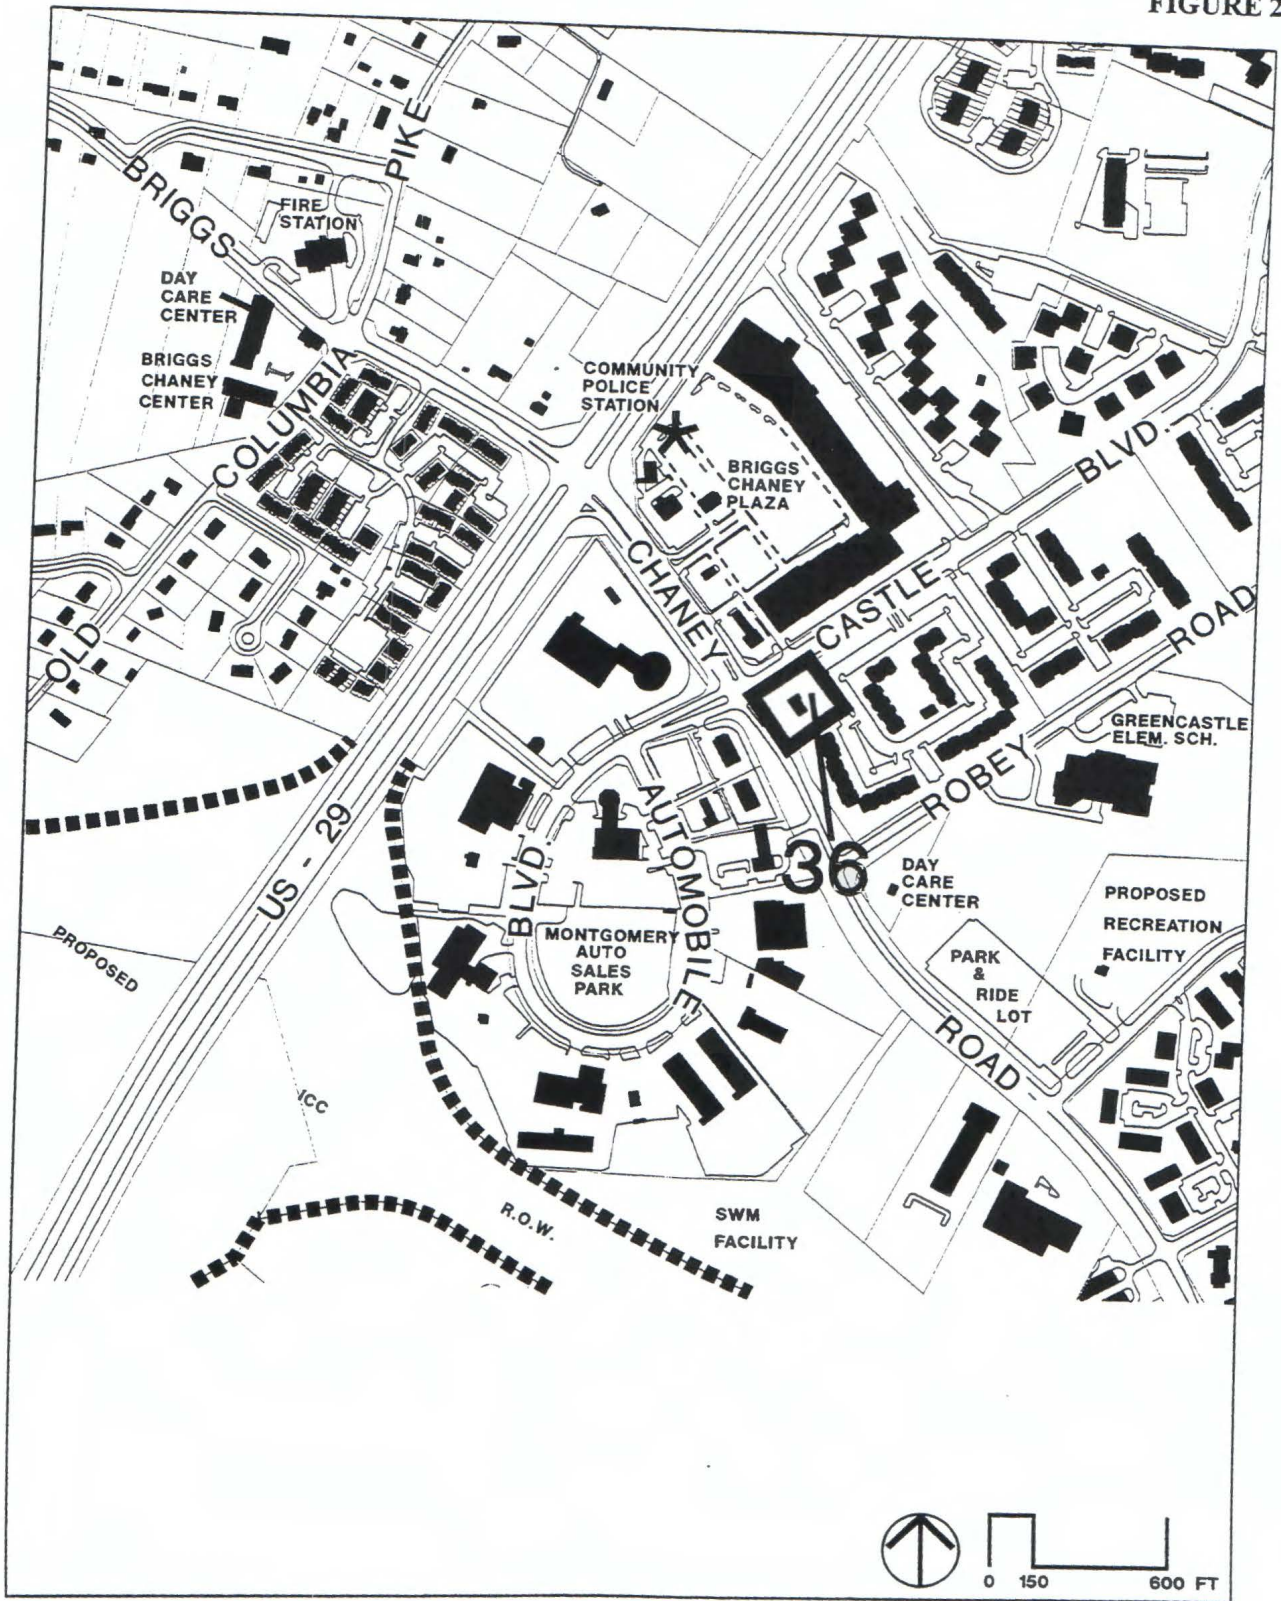 FIGURE 2
PIKE
BRIGGS
FIRE
STATION
DAY
CARE
CENTER
BRIGGS
CHANEY
CENTER
COLUMBIA
OLD
COMMUNITY
POLICE
STATION
BRIGGS
CHANEY
PLAZA
CHANEY
CASTLE
BLVD
ROAD
ROBEY
GREENCASTLE
ELEM. SCH.
US - 29
BLVD.
AUTOMOBILE
36
DAY
CARE
CENTER
PROPOSED
RECREATION
FACILITY
MONTGOMERY
AUTO
SALES
PARK
PARK
&
RIDE
LOT
ROAD
PROPOSED
ICC
R.O.W.
SWM
FACILITY
0 150 600 FT